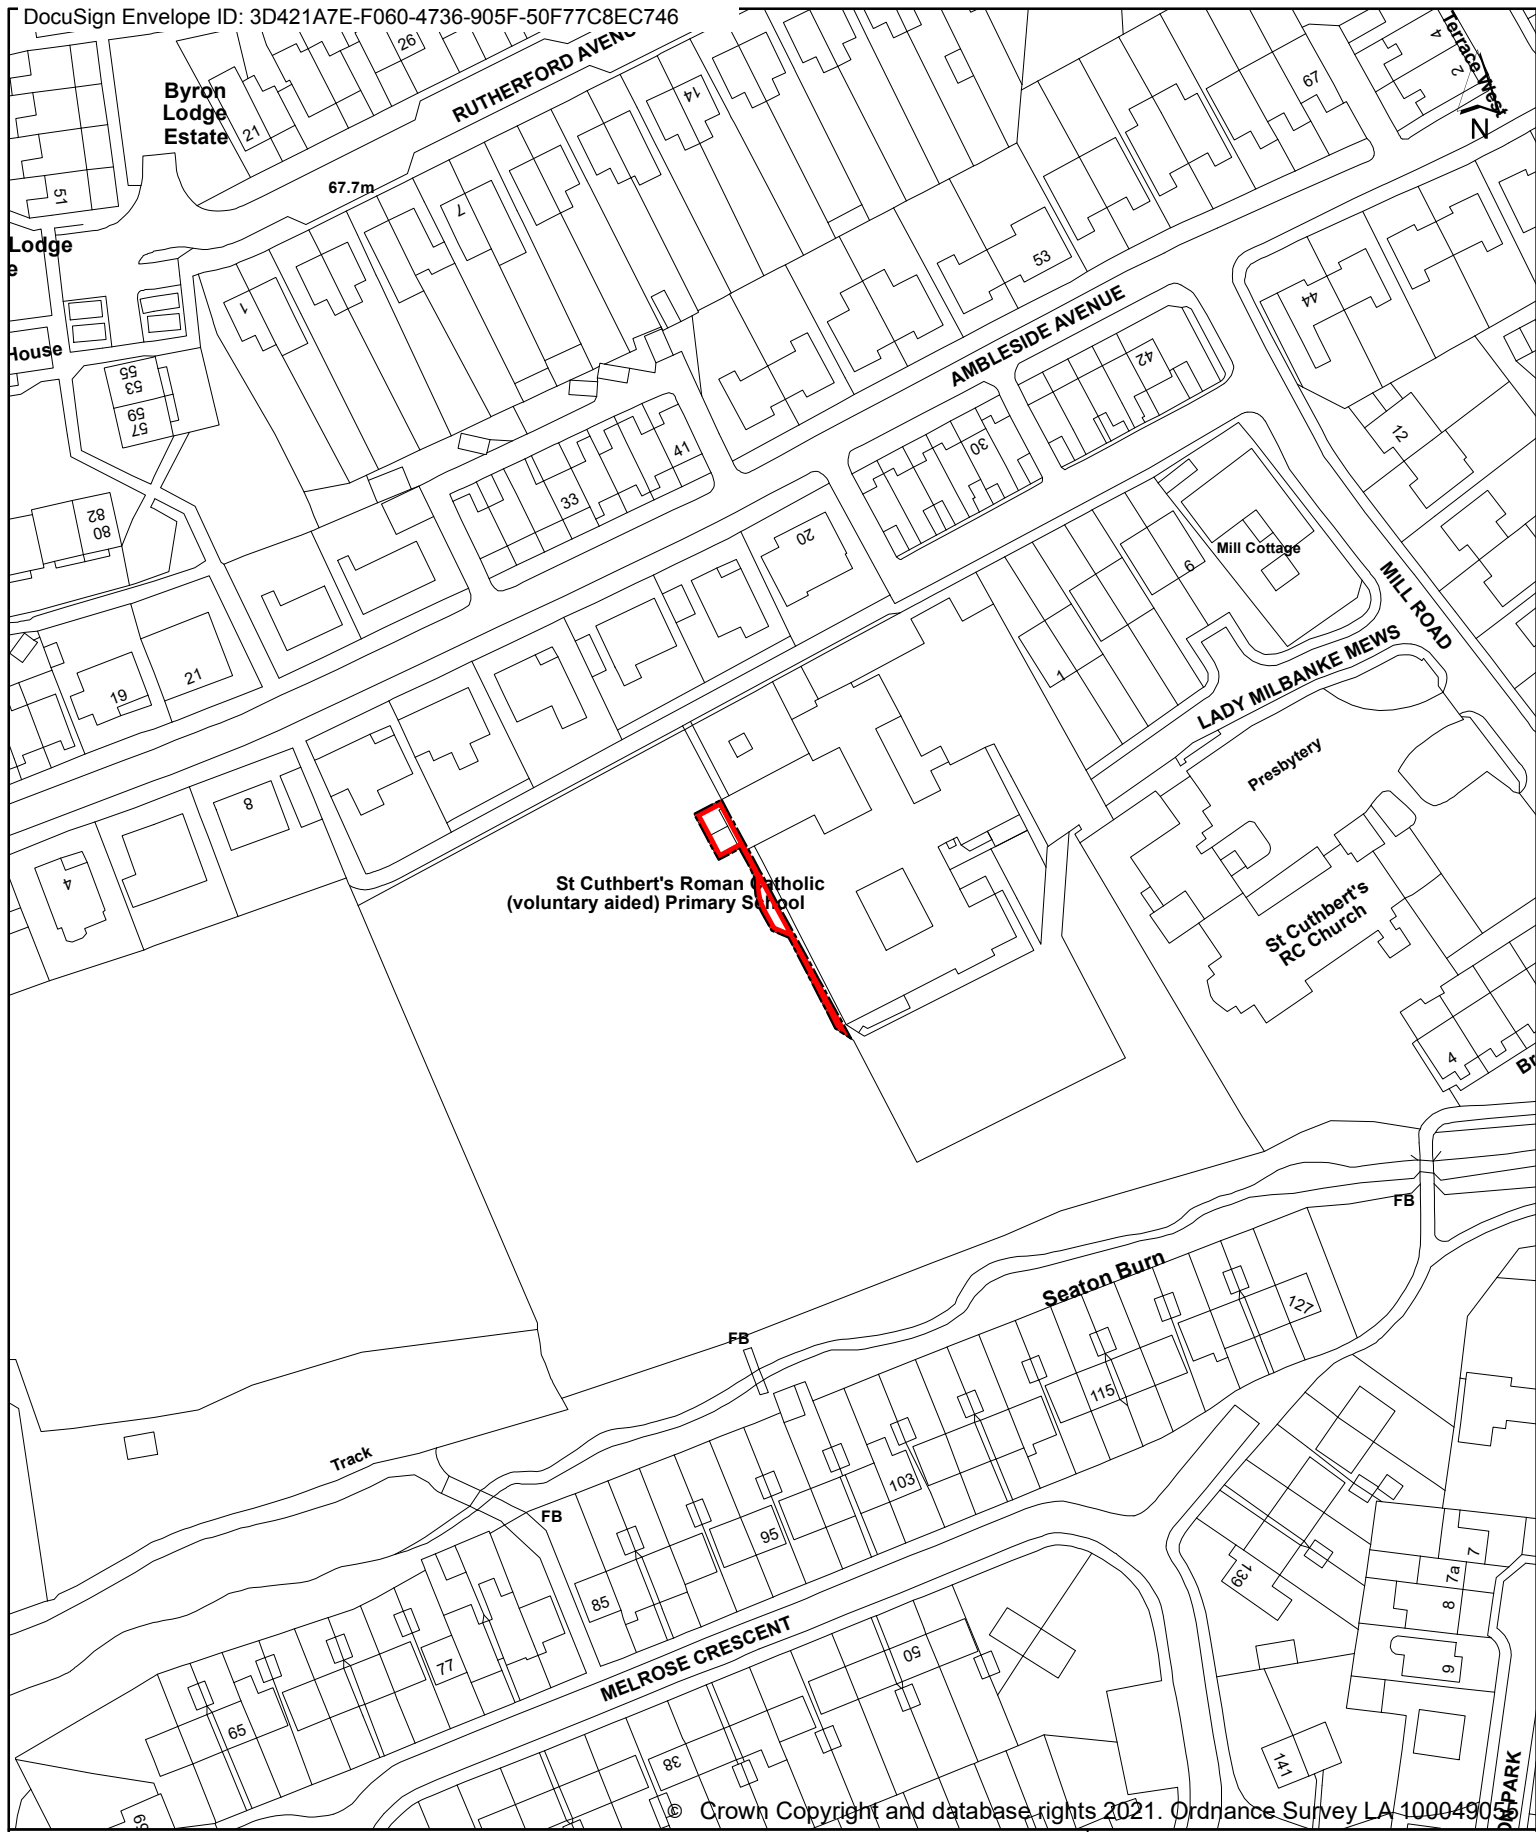 DocuSign Envelope ID: 3D421A7E-F060-4736-905F-50F77C8EC746
26
RUTHERFORD
Byron
Lodge
Estate
21
14
67
4
2
Terrace West
N
51
67.7m
7
Lodge
e
53
44
1
AMBLESIDE AVENUE
House
55
53
59
57
42
12
41
30
33
82
80
20
Mill Cottage
6
MILL ROAD
19
21
1
LADY MILBANKE MEWS
Presbytery
8
4
St Cuthbert's Roman Catholic
(voluntary aided) Primary School
St Cuthbert's
RC Church
4
FB
Seaton Burn
127
FB
115
Track
103
FB
95
85
139
7
7a
8
9
MELROSE CRESCENT
50
77
65
38
141
69
PARK
© Crown Copyright and database rights 2021. Ordnance Survey LA 100049055